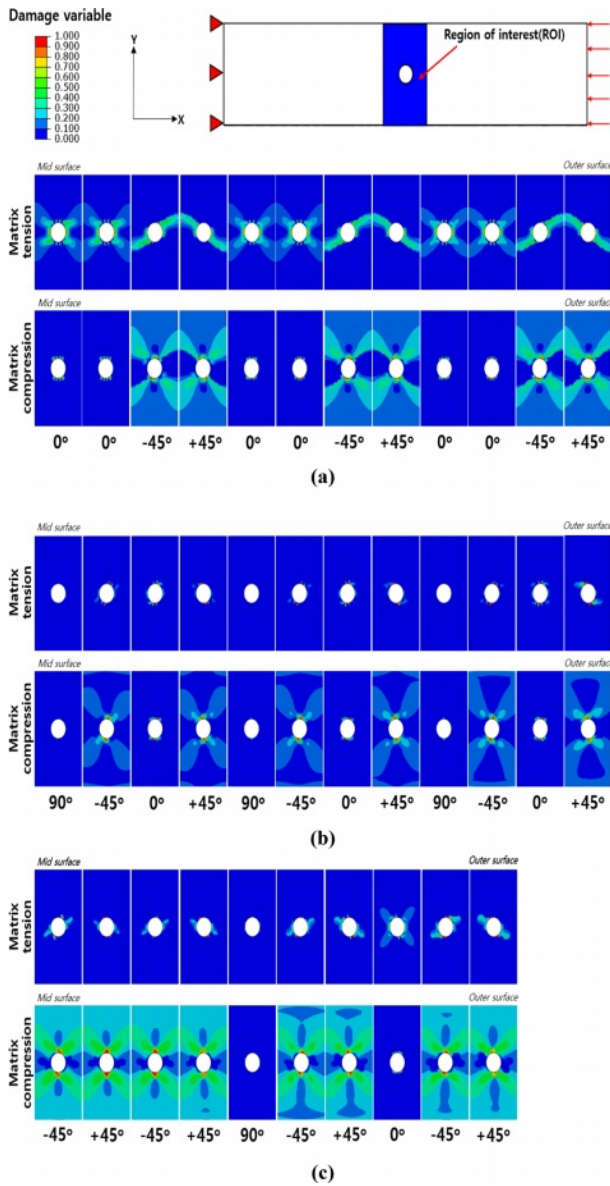 Damage variable
1.000
0.900
0.700
0.600
0.500
0.400
0.300
0.200
0.100
0.000
Y
X
Region of interest(ROI)
Mid surface
Outer surface
Matrix tension
Mid surface
Outer surface
Matrix compression
0° 0° -45° +45° 0° 0° -45° +45° 0° 0° -45° +45°
(a)
Mid surface
Outer surface
Matrix tension
Mid surface
Outer surface
Matrix compression
90° -45° 0° +45° 90° -45° 0° +45° 90° -45° 0° +45°
(b)
Mid surface
Outer surface
Matrix tension
Mid surface
Outer surface
Matrix compression
-45° +45° -45° +45° 90° -45° +45° 0° -45° +45°
(c)